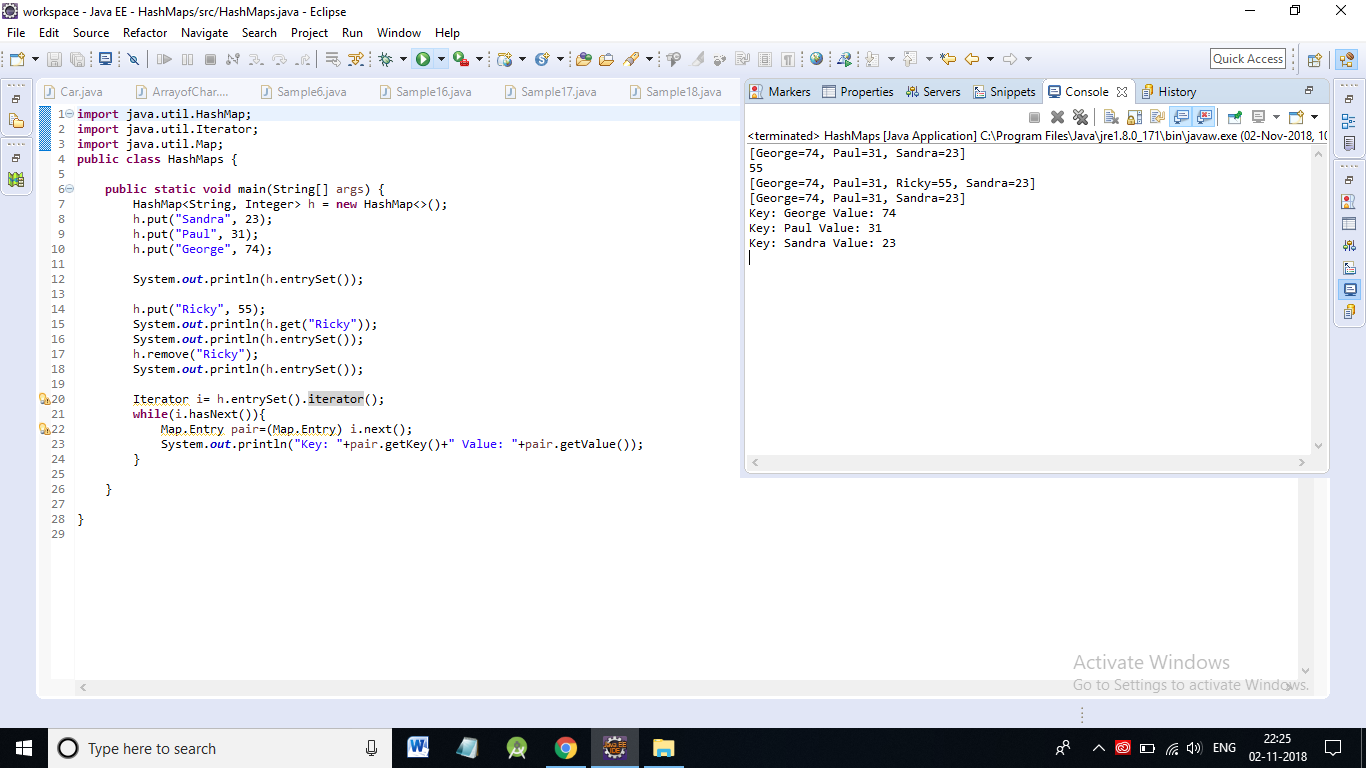 workspace - Java EE - HashMaps/src/HashMaps.java - Eclipse
File Edit Source Refactor Navigate Search Project Run Window Help
Quick Access
Car.java ArrayofChar.... Sample6.java Sample16.java Sample17.java Sample18.java
1 import java.util.HashMap;
2 import java.util.Iterator;
3 import java.util.Map;
4 public class HashMaps {
5
6 public static void main(String[] args) {
7 HashMap<String, Integer> h = new HashMap<>();
8 h.put("Sandra", 23);
9 h.put("Paul", 31);
10 h.put("George", 74);
11
12 System.out.println(h.entrySet());
13
14 h.put("Ricky", 55);
15 System.out.println(h.get("Ricky"));
16 System.out.println(h.entrySet());
17 h.remove("Ricky");
18 System.out.println(h.entrySet());
19
20 Iterator i= h.entrySet().iterator();
21 while(i.hasNext()){
22 Map.Entry pair=(Map.Entry) i.next();
23 System.out.println("Key: "+pair.getKey()+" Value: "+pair.getValue());
24 }
25
26 }
27
28 }
29
Markers Properties Servers Snippets Console History
<terminated> HashMaps [Java Application] C:\Program Files\Java\jre1.8.0_171\bin\javaw.exe (02-Nov-2018, 10
[George=74, Paul=31, Sandra=23]
55
[George=74, Paul=31, Ricky=55, Sandra=23]
[George=74, Paul=31, Sandra=23]
Key: George Value: 74
Key: Paul Value: 31
Key: Sandra Value: 23
Activate Windows
Go to Settings to activate Windows.
Type here to search
ENG
22:25
02-11-2018